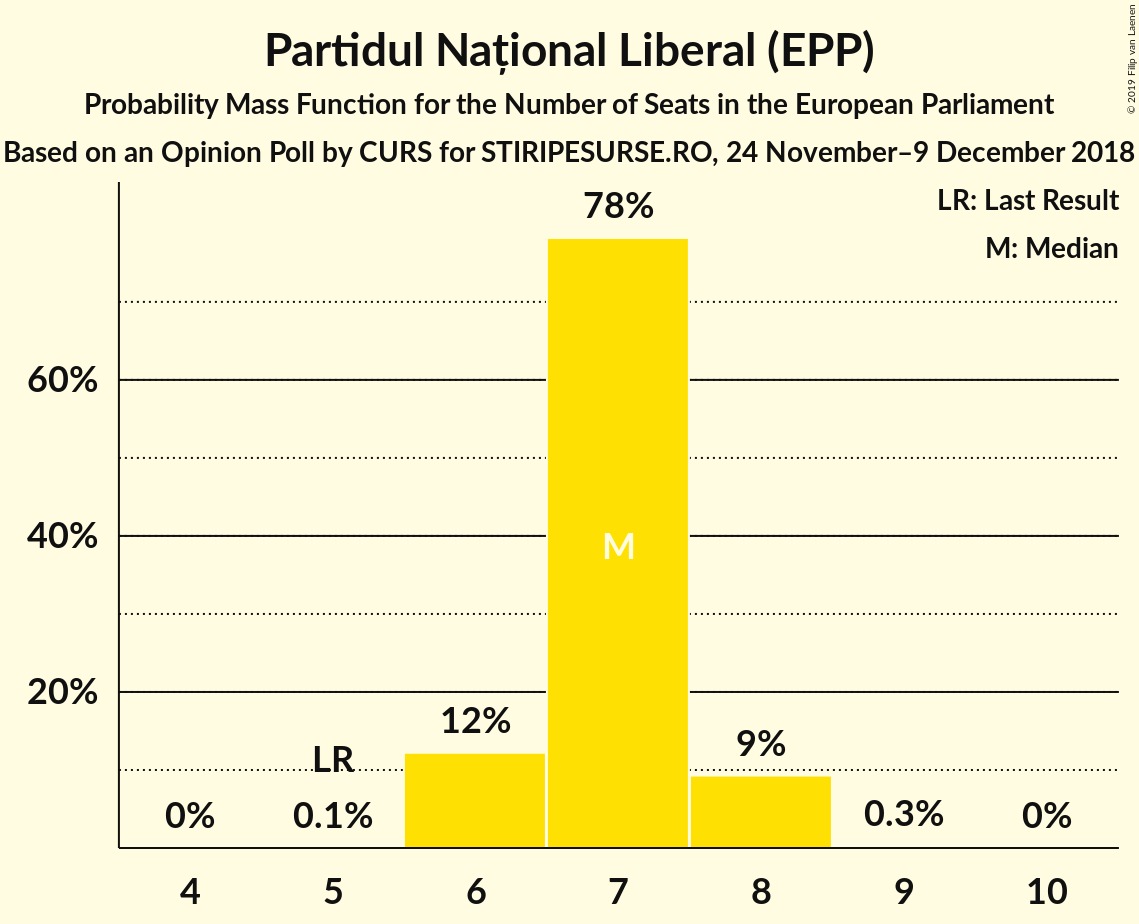 Partidul Național Liberal (EPP)
Probability Mass Function for the Number of Seats in the European Parliament
Based on an Opinion Poll by CURS for STIRIPESURSE.RO, 24 November–9 December 2018
© 2019 Filip van Laenen
LR: Last Result
M: Median
78%
60%
40%
M
20%
12%
9%
LR
0%
0.1%
0.3%
0%
4 5 6 7 8 9 10